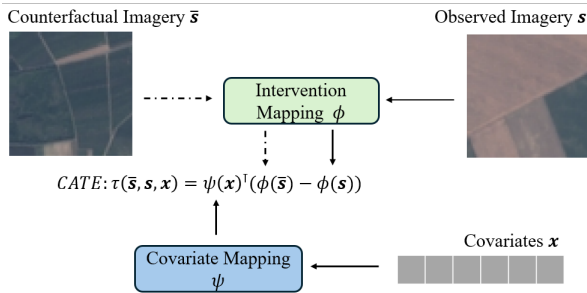 Counterfactual Imagery s̄
Observed Imagery s
Intervention
Mapping ϕ
CATE: τ(s̄, s, x) = ψ(x)ᵀ(ϕ(s̄) − ϕ(s))
Covariates x
Covariate Mapping
ψ